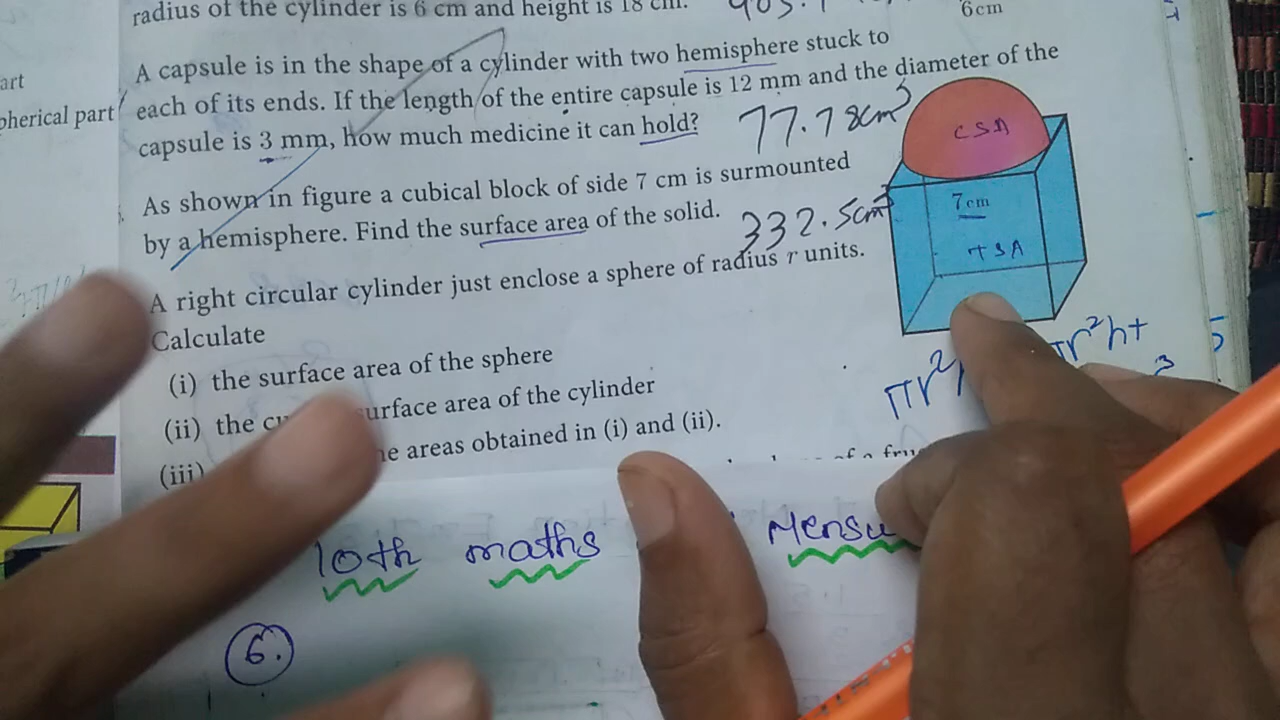 radius of the cylinder is 6 cm and height is 18 cm.
6cm
art
pherical part
A capsule is in the shape of a cylinder with two hemisphere stuck to
each of its ends. If the length of the entire capsule is 12 mm and the diameter of the
capsule is 3 mm, how much medicine it can hold?
As shown in figure a cubical block of side 7 cm is surmounted
by a hemisphere. Find the surface area of the solid.
332.5cm
CSA
7cm
TSA
A right circular cylinder just enclose a sphere of radius r units.
Calculate
(i) the surface area of the sphere
(ii) the surface area of the cylinder
(iii) areas obtained in (i) and (ii).
πr²h+
πr²
10th maths Mensu
6.